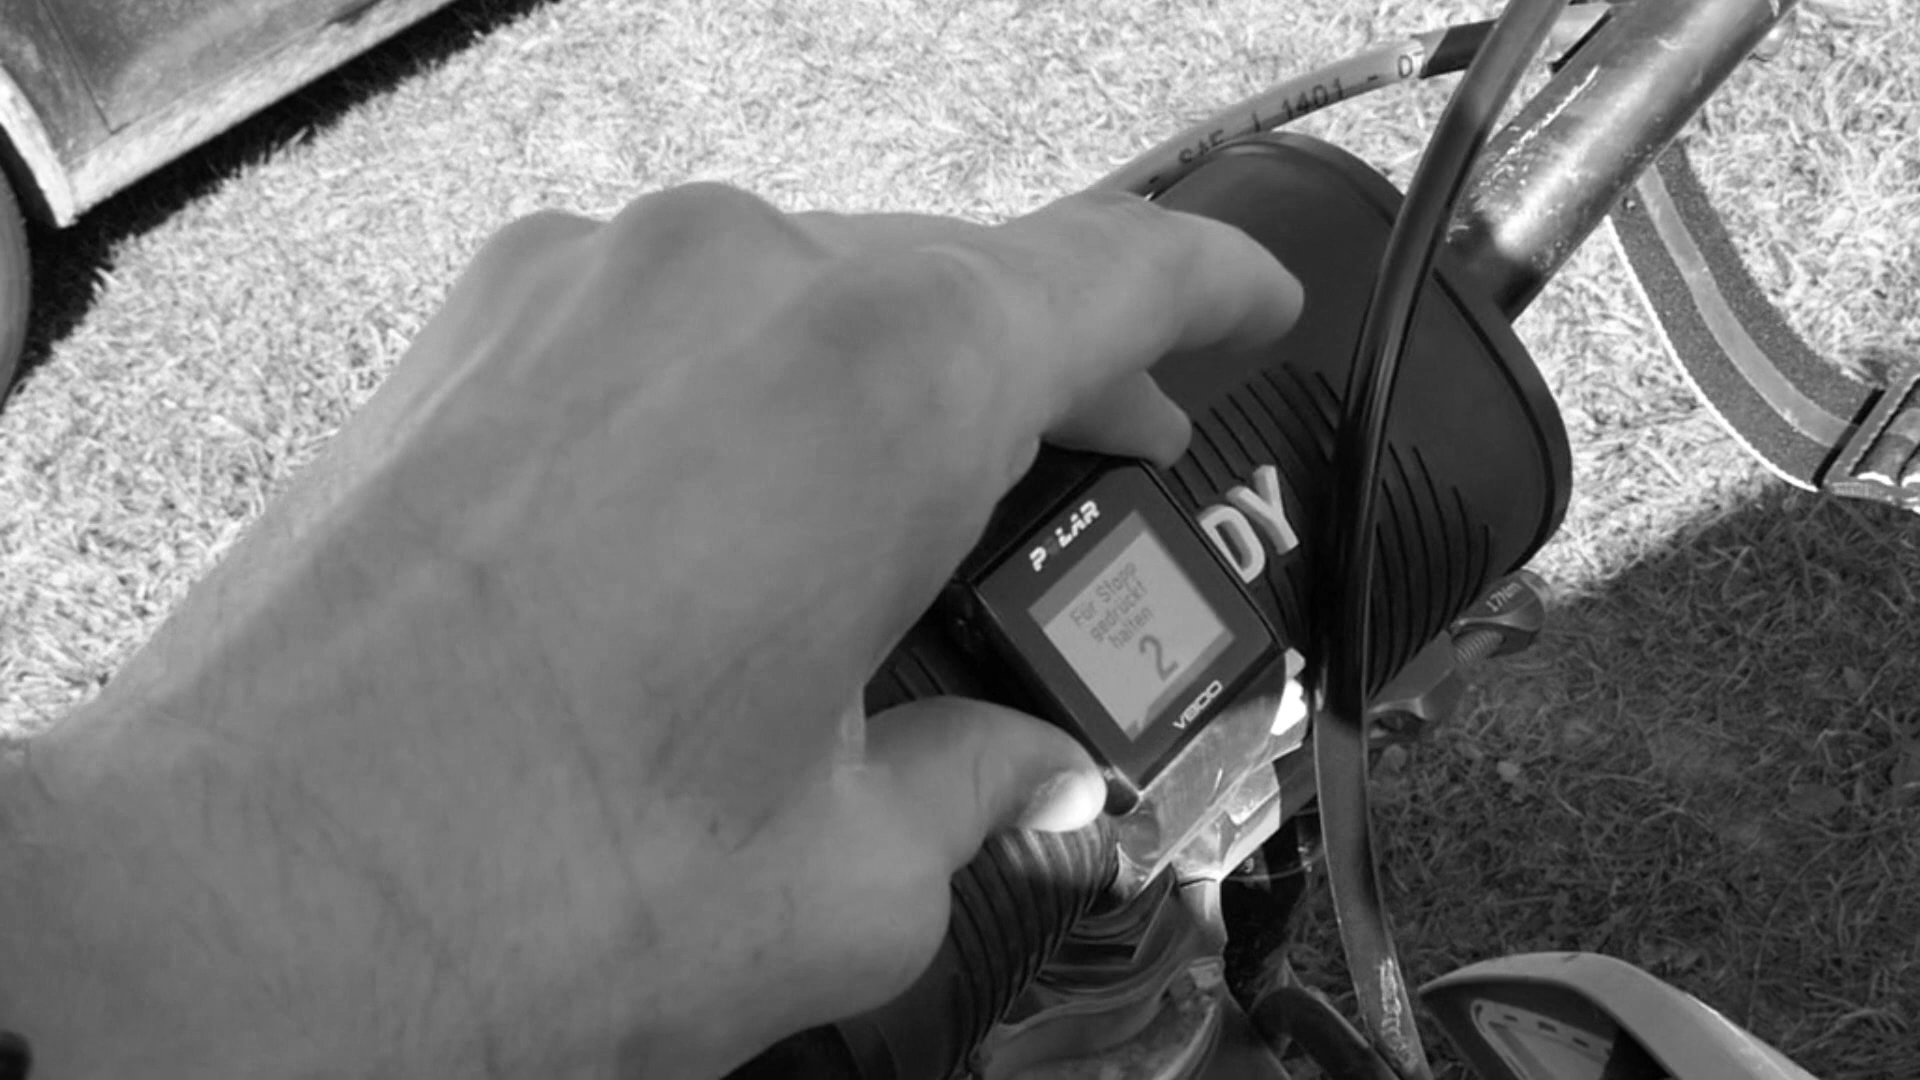 SAE J 1401 - D
DY
POLAR
Für Stopp
gedrückt
halten
2
V800